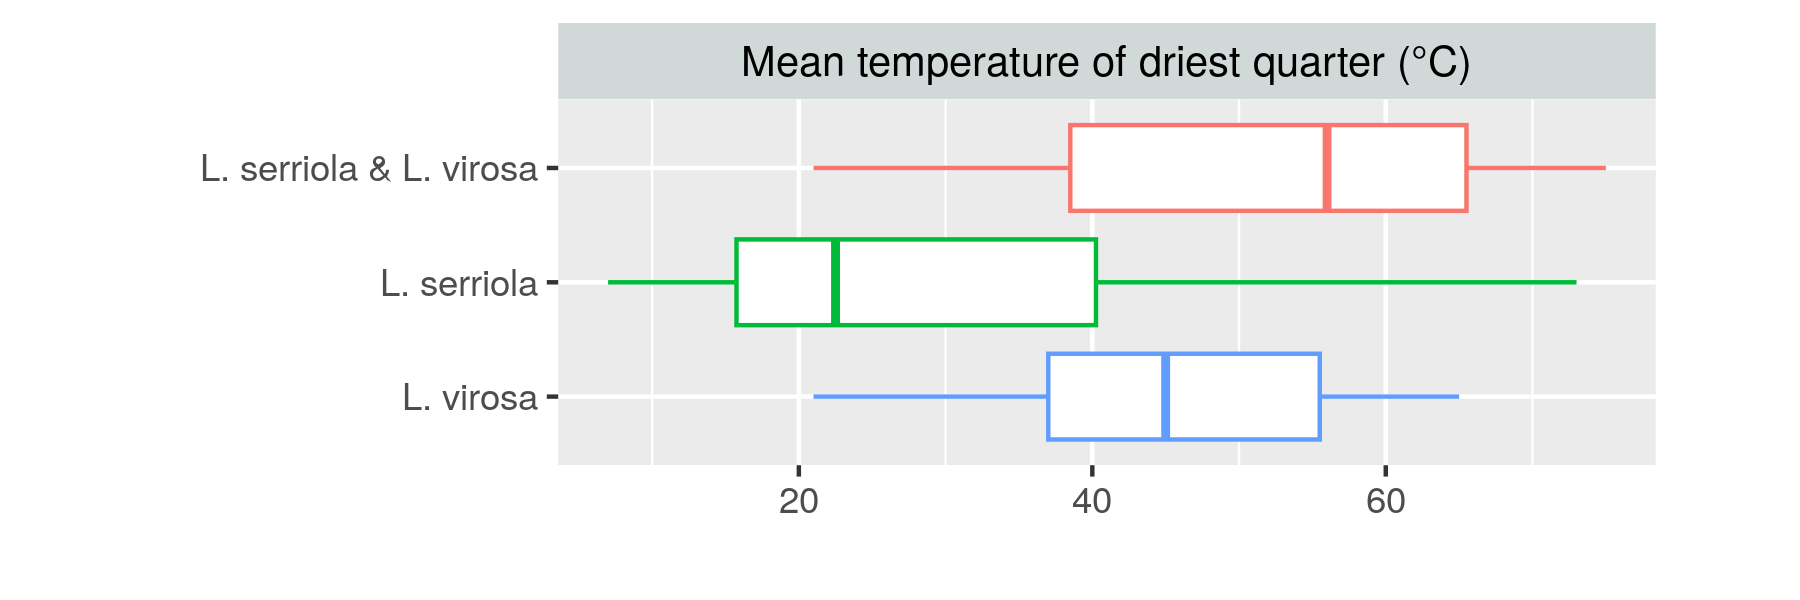 Mean temperature of driest quarter (°C)
L. serriola & L. virosa
L. serriola
L. virosa
20 40 60